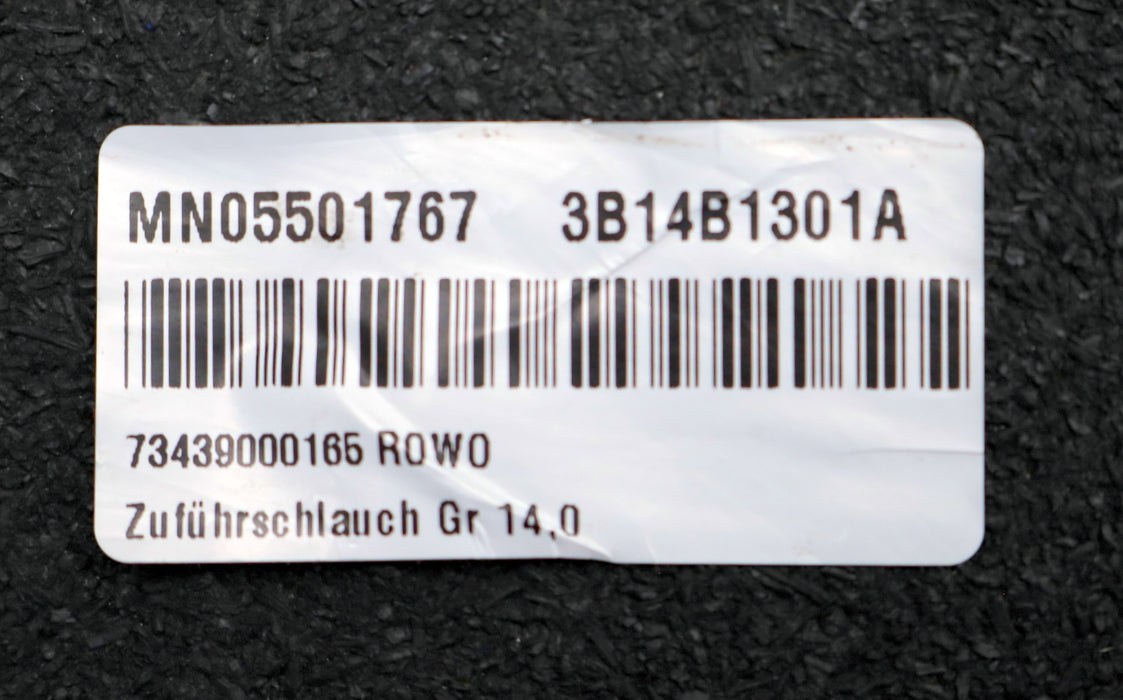 MN05501767 3B14B1301A
73439000165 ROWO
Zuführschlauch Gr 14,0